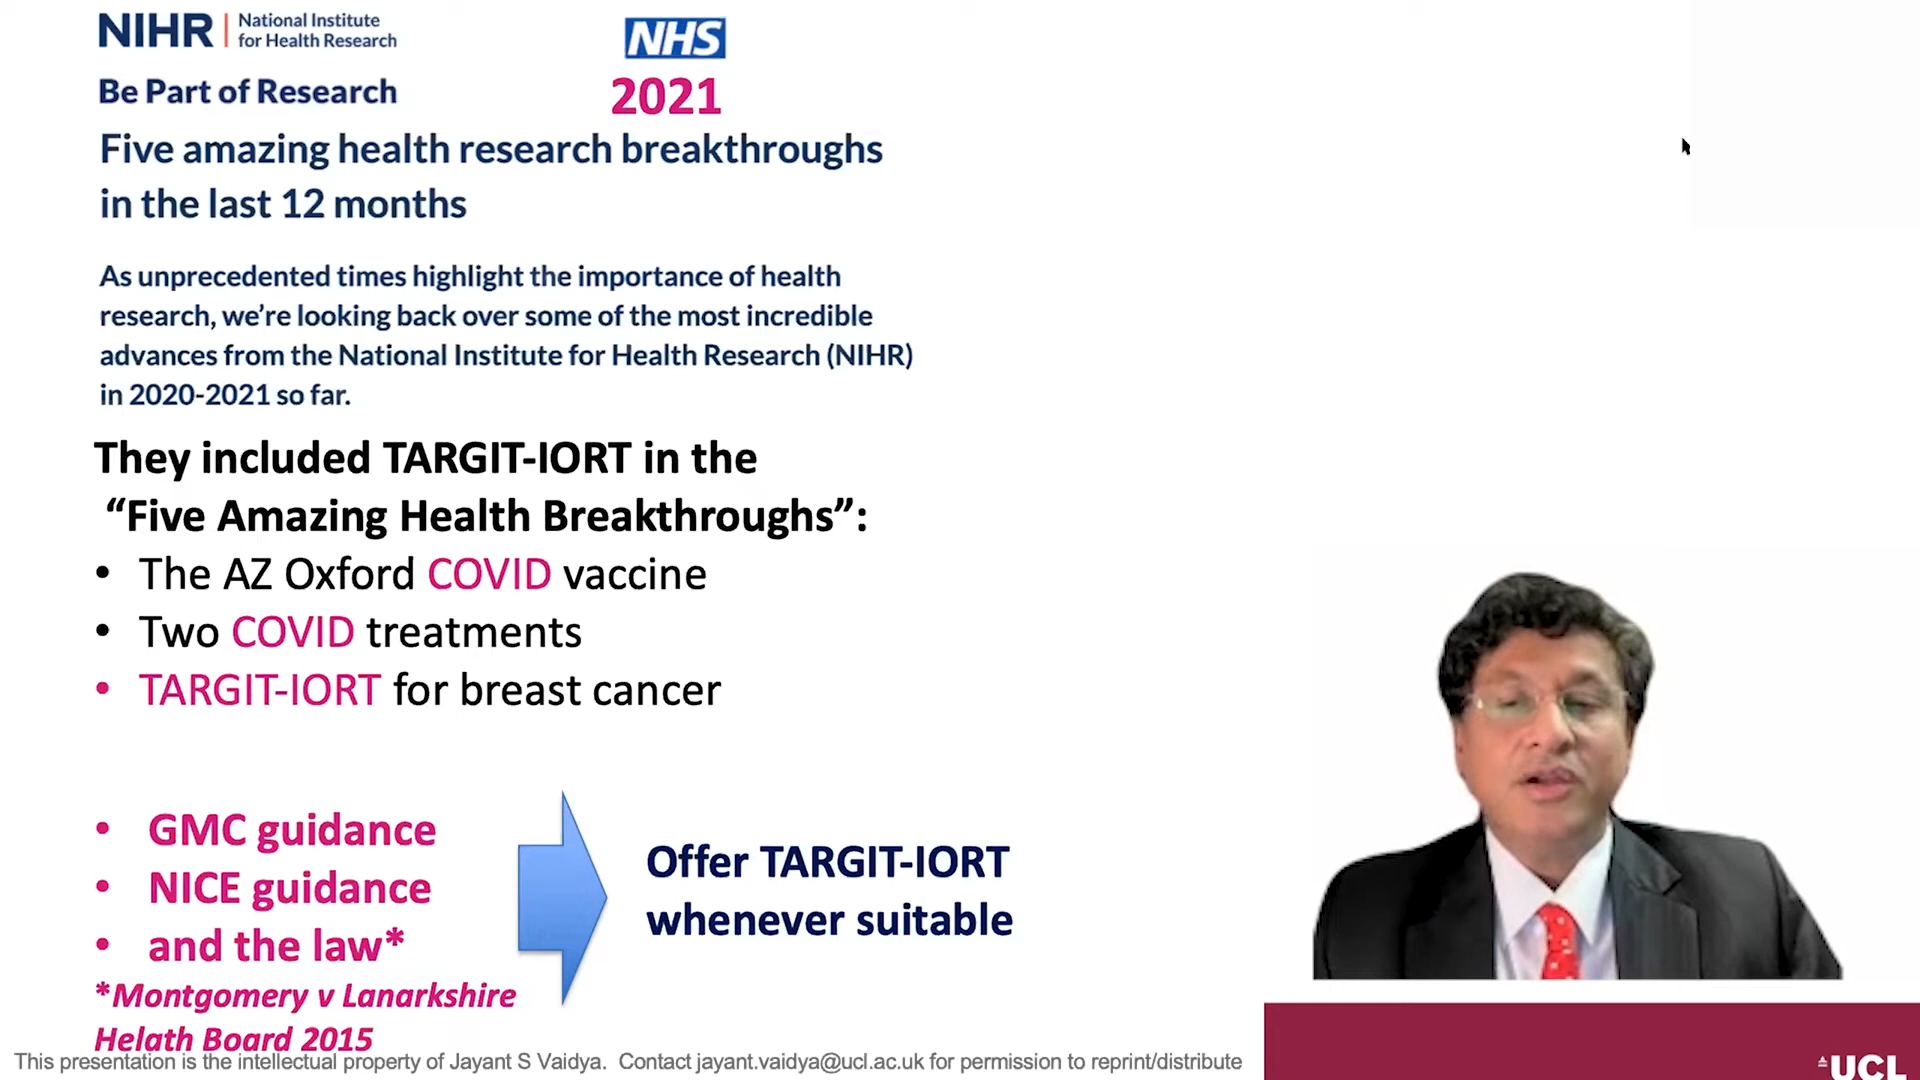 NIHR | National Institute
for Health Research
NHS
Be Part of Research
2021
Five amazing health research breakthroughs
in the last 12 months
As unprecedented times highlight the importance of health
research, we’re looking back over some of the most incredible
advances from the National Institute for Health Research (NIHR)
in 2020-2021 so far.
They included TARGIT-IORT in the
“Five Amazing Health Breakthroughs”:
• The AZ Oxford COVID vaccine
• Two COVID treatments
• TARGIT-IORT for breast cancer
• GMC guidance
• NICE guidance
• and the law*
*Montgomery v Lanarkshire
Helath Board 2015
Offer TARGIT-IORT
whenever suitable
This presentation is the intellectual property of Jayant S Vaidya. Contact jayant.vaidya@ucl.ac.uk for permission to reprint/distribute
UCL